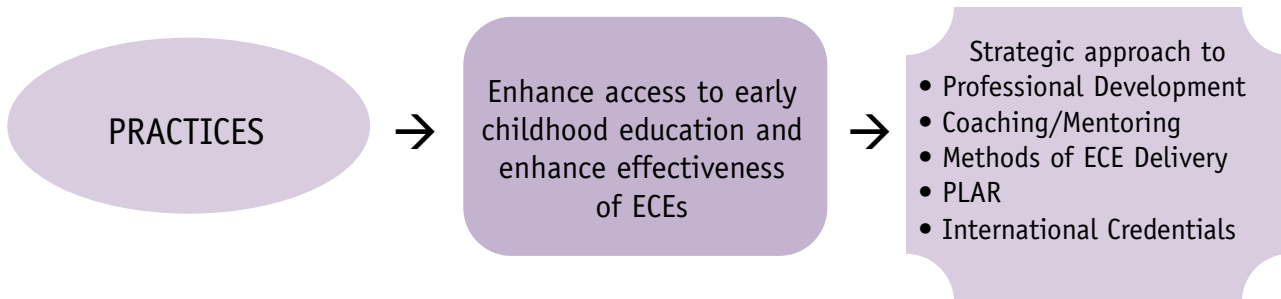 PRACTICES
→
Enhance access to early
childhood education and
enhance effectiveness
of ECEs
→
Strategic approach to
• Professional Development
• Coaching/Mentoring
• Methods of ECE Delivery
• PLAR
• International Credentials